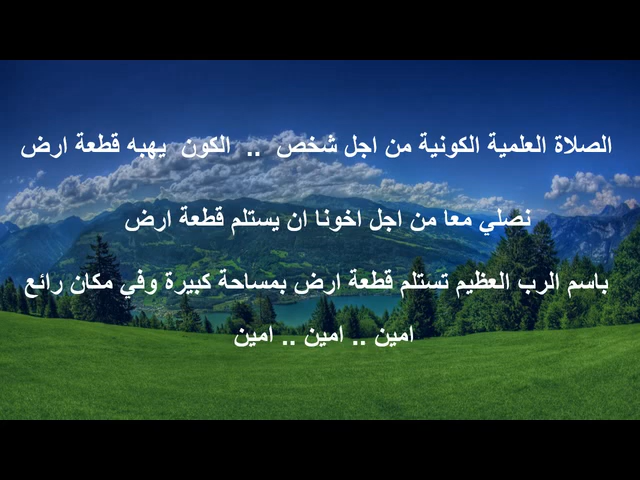 الصلاة العلمية الكونية من اجل شخص .. الكون يهبه قطعة ارض
نصلي معا من اجل اخونا ان يستلم قطعة ارض
باسم الرب العظيم تستلم قطعة ارض بمساحة كبيرة وفي مكان رائع
امين .. امين .. امين